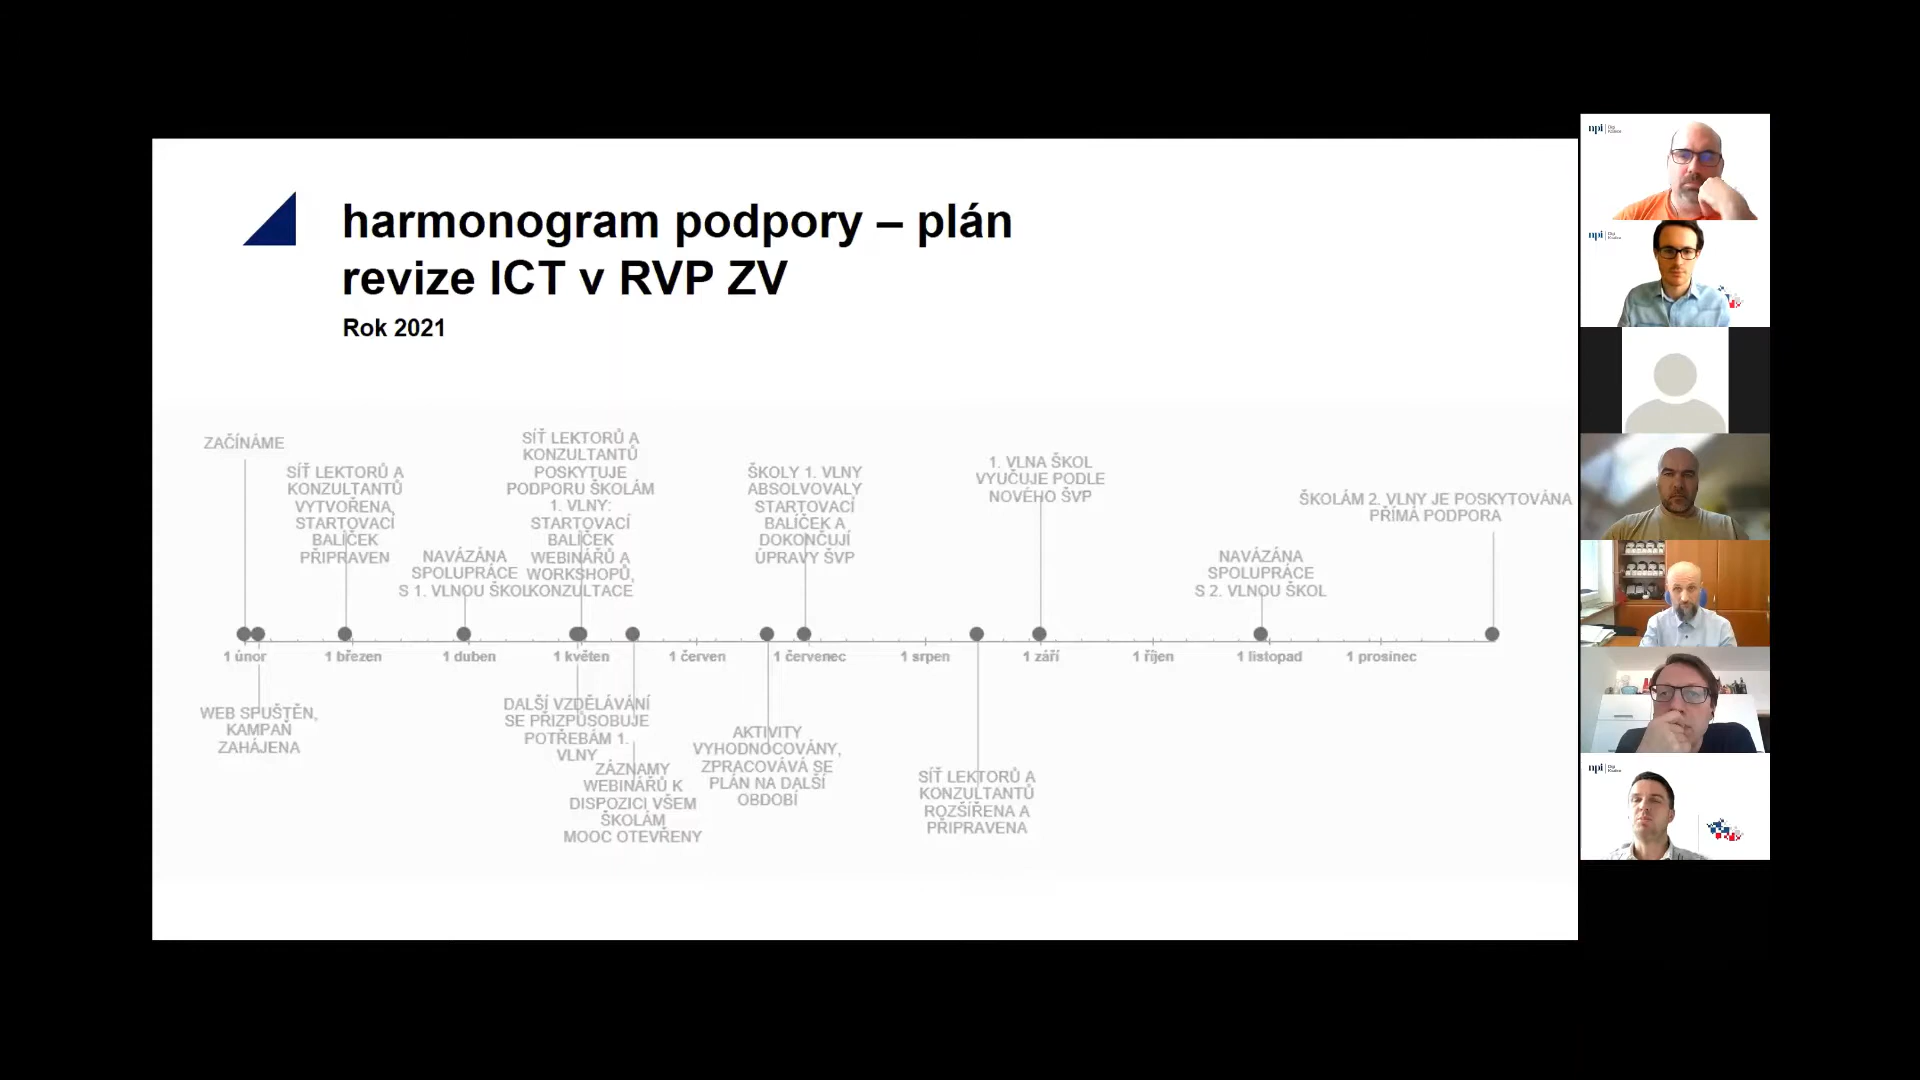 harmonogram podpory – plán
revize ICT v RVP ZV
Rok 2021
ZAČÍNÁME
SÍŤ LEKTORŮ A
KONZULTANTŮ
VYTVOŘENA,
STARTOVACÍ
BALÍČEK
PŘIPRAVEN
NAVÁZÁNA
SPOLUPRÁCE
S 1. VLNOU ŠKOL
SÍŤ LEKTORŮ A
KONZULTANTŮ
POSKYTUJE
PODPORU ŠKOLÁM
1. VLNY:
STARTOVACÍ
BALÍČEK
WEBINÁŘŮ A
WORKSHOPŮ,
KONZULTACE
ŠKOLY 1. VLNY
ABSOLVOVALY
STARTOVACÍ
BALÍČEK A
DOKONČUJÍ
ÚPRAVY ŠVP
1. VLNA ŠKOL
VYUČUJE PODLE
NOVÉHO ŠVP
NAVÁZÁNA
SPOLUPRÁCE
S 2. VLNOU ŠKOL
ŠKOLÁM 2. VLNY JE POSKYTOVÁNA
PŘÍMÁ PODPORA
1 únor 1 březen 1 duben 1 květen 1 červen 1 červenec 1 srpen 1 září 1 říjen 1 listopad 1 prosinec
WEB SPUŠTĚN,
KAMPAŇ
ZAHÁJENA
DALŠÍ VZDĚLÁVÁNÍ
SE PŘIZPŮSOBUJE
POTŘEBÁM 1.
VLNY
ZÁZNAMY
WEBINÁŘŮ K
DISPOZICI VŠEM
ŠKOLÁM
MOOC OTEVŘENY
AKTIVITY
VYHODNOCOVÁNY,
ZPRACOVÁVÁ SE
PLÁN NA DALŠÍ
OBDOBÍ
SÍŤ LEKTORŮ A
KONZULTANTŮ
ROZŠÍŘENA A
PŘIPRAVENA
npi
npi
npi